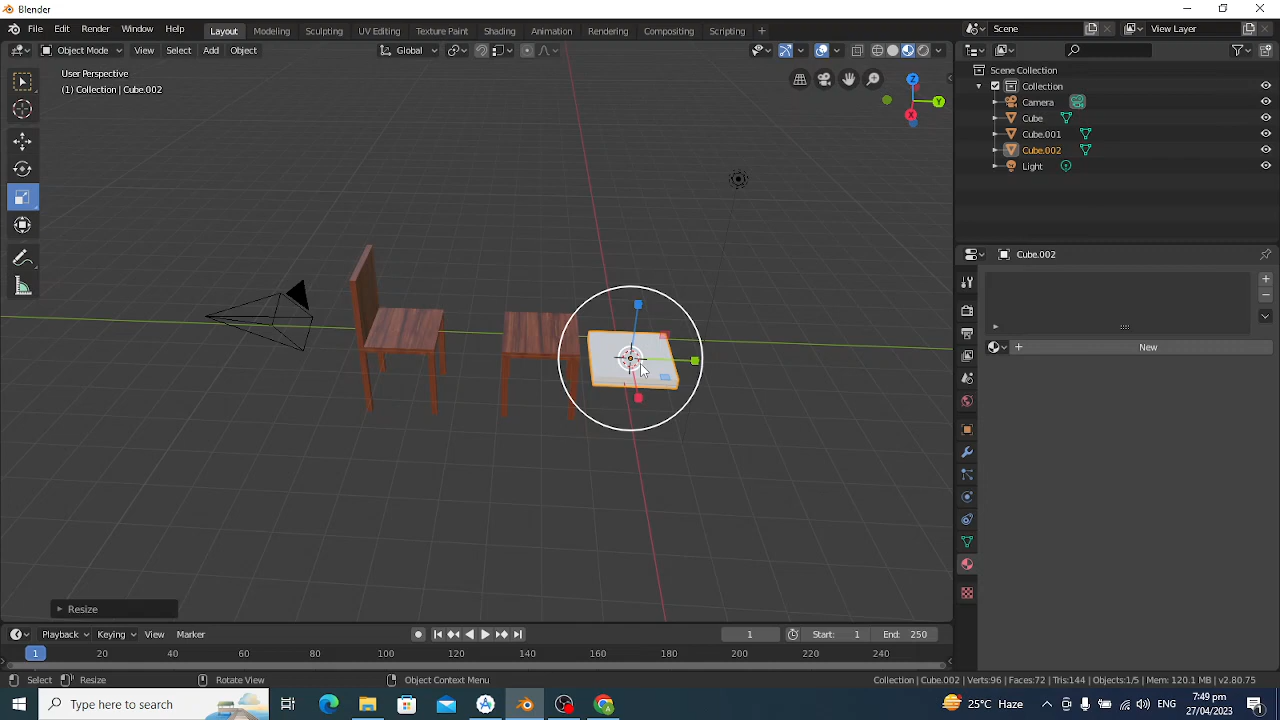 Blender
File Edit Render Window Help Layout Modeling Sculpting UV Editing Texture Paint Shading Animation Rendering Compositing Scripting + Scene View Layer
Object Mode View Select Add Object Global
User Perspective
(1) Collection | Cube.002
Scene Collection
Collection
Camera
Cube
Cube.001
Cube.002
Light
Cube.002
New
Resize
Playback Keying View Marker 1 Start: 1 End: 250
1 20 40 60 80 100 120 140 160 180 200 220 240
Select Resize Rotate View Object Context Menu Collection | Cube.002 | Verts:96 | Faces:72 | Tris:144 | Objects:1/5 | Mem: 120.1 MB | v2.80.75
Type here to search 25°C Haze 7:49 pm
27/04/2023